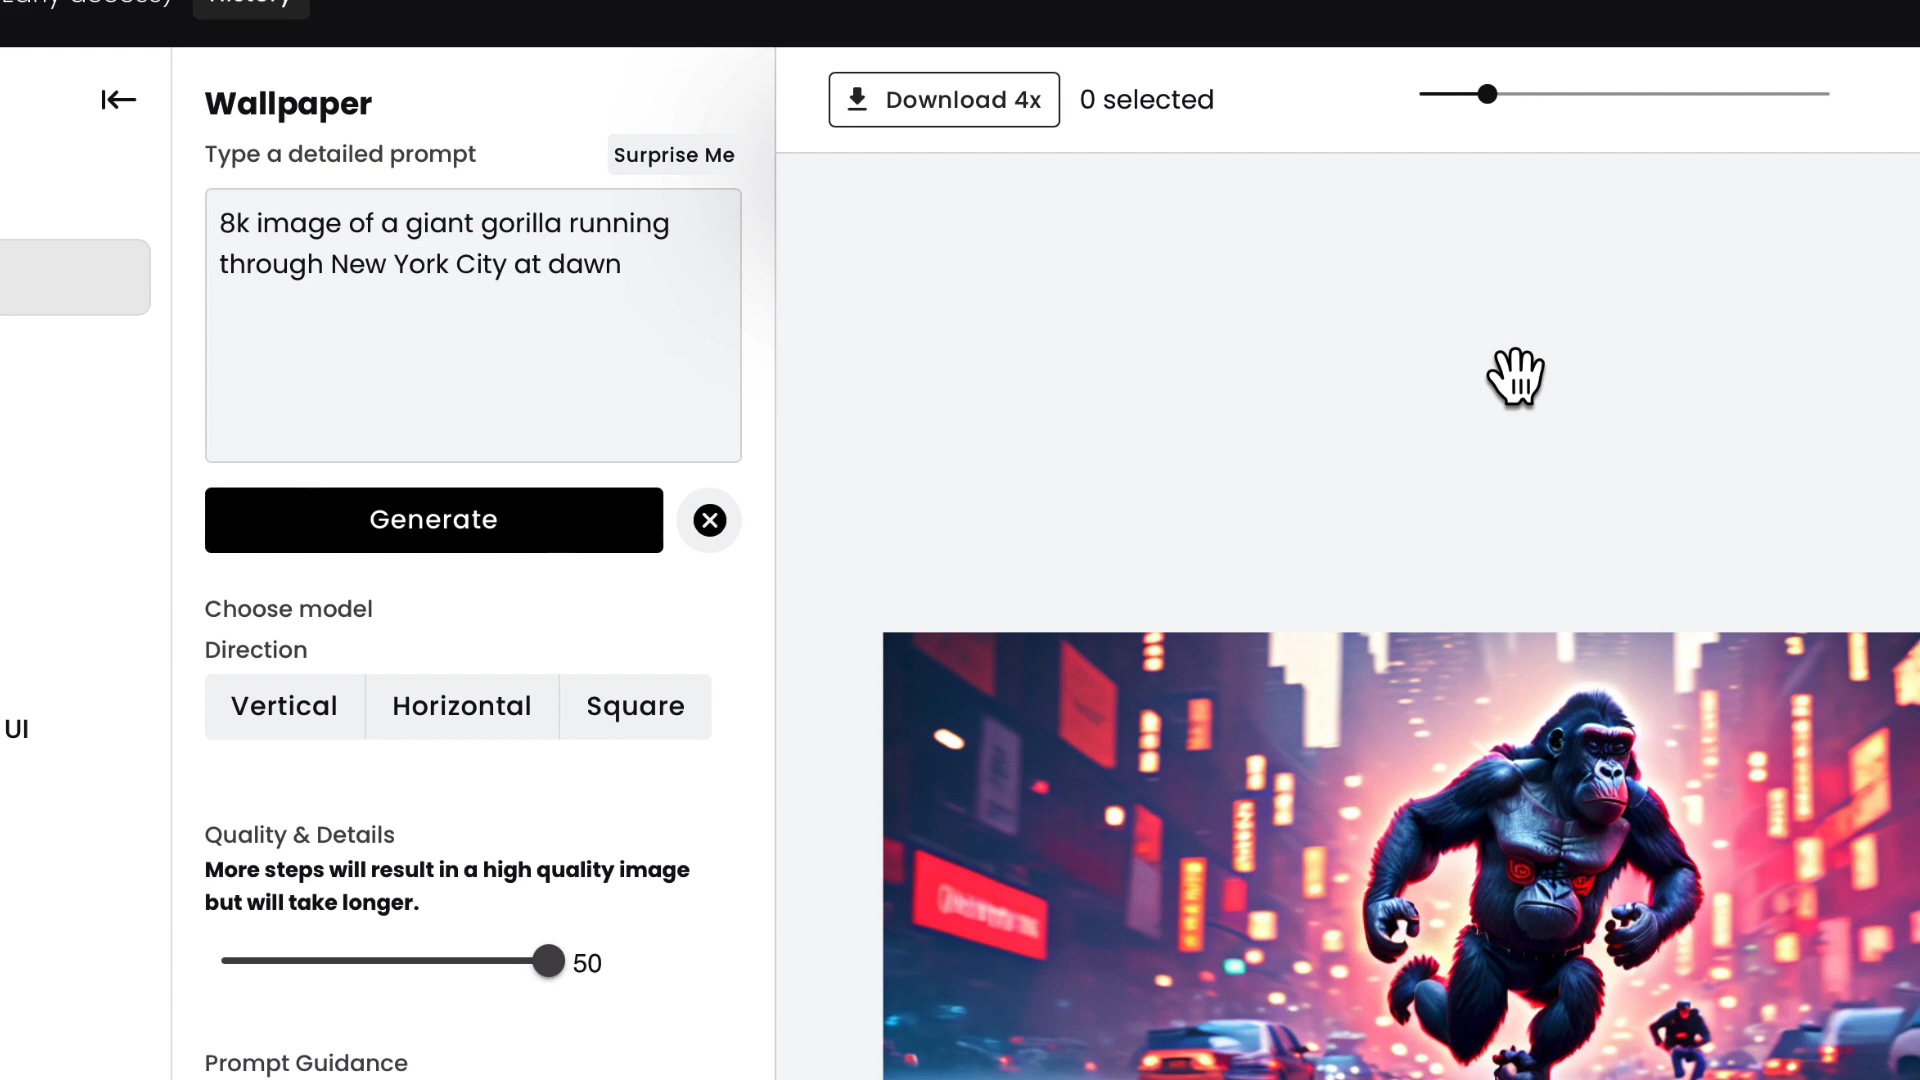 History
Wallpaper
Type a detailed prompt
Surprise Me
8k image of a giant gorilla running
through New York City at dawn
Generate
Choose model
Direction
Vertical
Horizontal
Square
Quality & Details
More steps will result in a high quality image
but will take longer.
50
Prompt Guidance
UI
Download 4x
0 selected